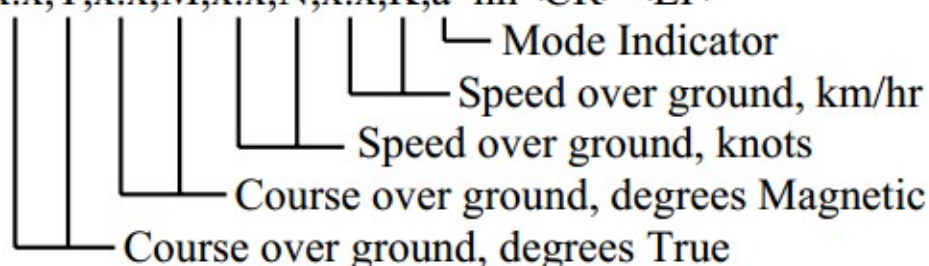 x.x,T,x.x,M,x.x,N,x.x,K,a
Mode Indicator
Speed over ground, km/hr
Speed over ground, knots
Course over ground, degrees Magnetic
Course over ground, degrees True